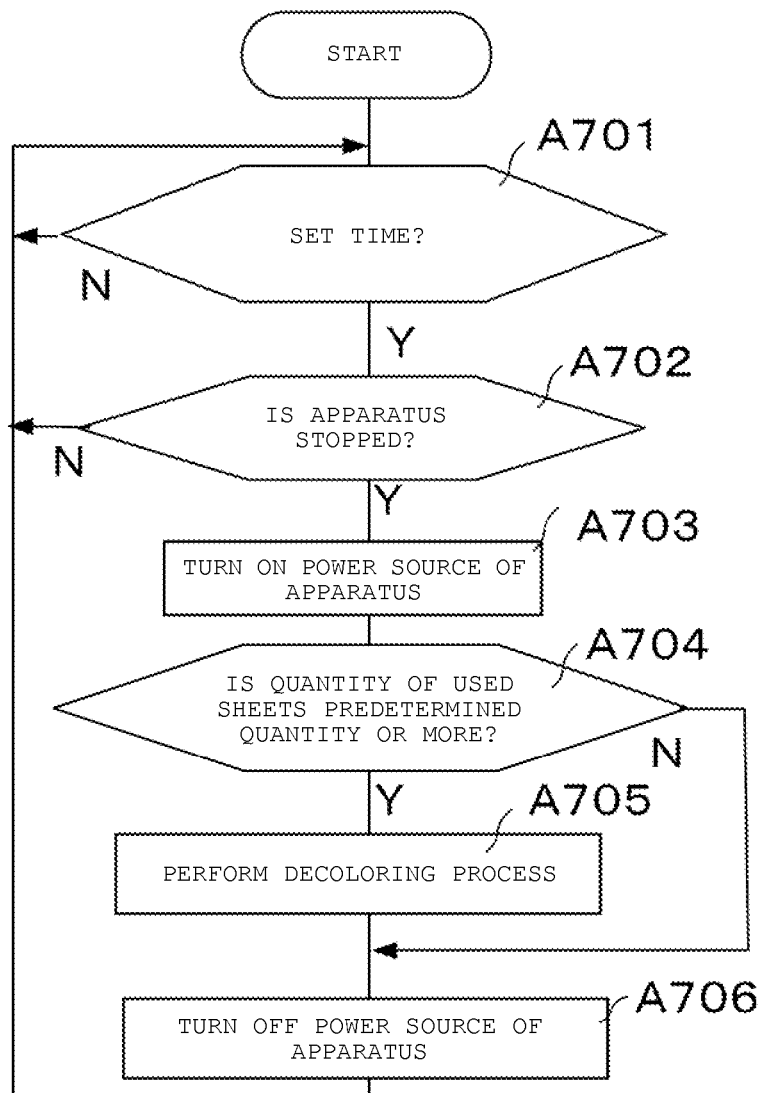 START
A701
SET TIME?
N
Y
A702
IS APPARATUS
STOPPED?
N
Y
A703
TURN ON POWER SOURCE OF
APPARATUS
A704
IS QUANTITY OF USED
SHEETS PREDETERMINED
QUANTITY OR MORE?
N
Y
A705
PERFORM DECOLORING PROCESS
A706
TURN OFF POWER SOURCE OF
APPARATUS